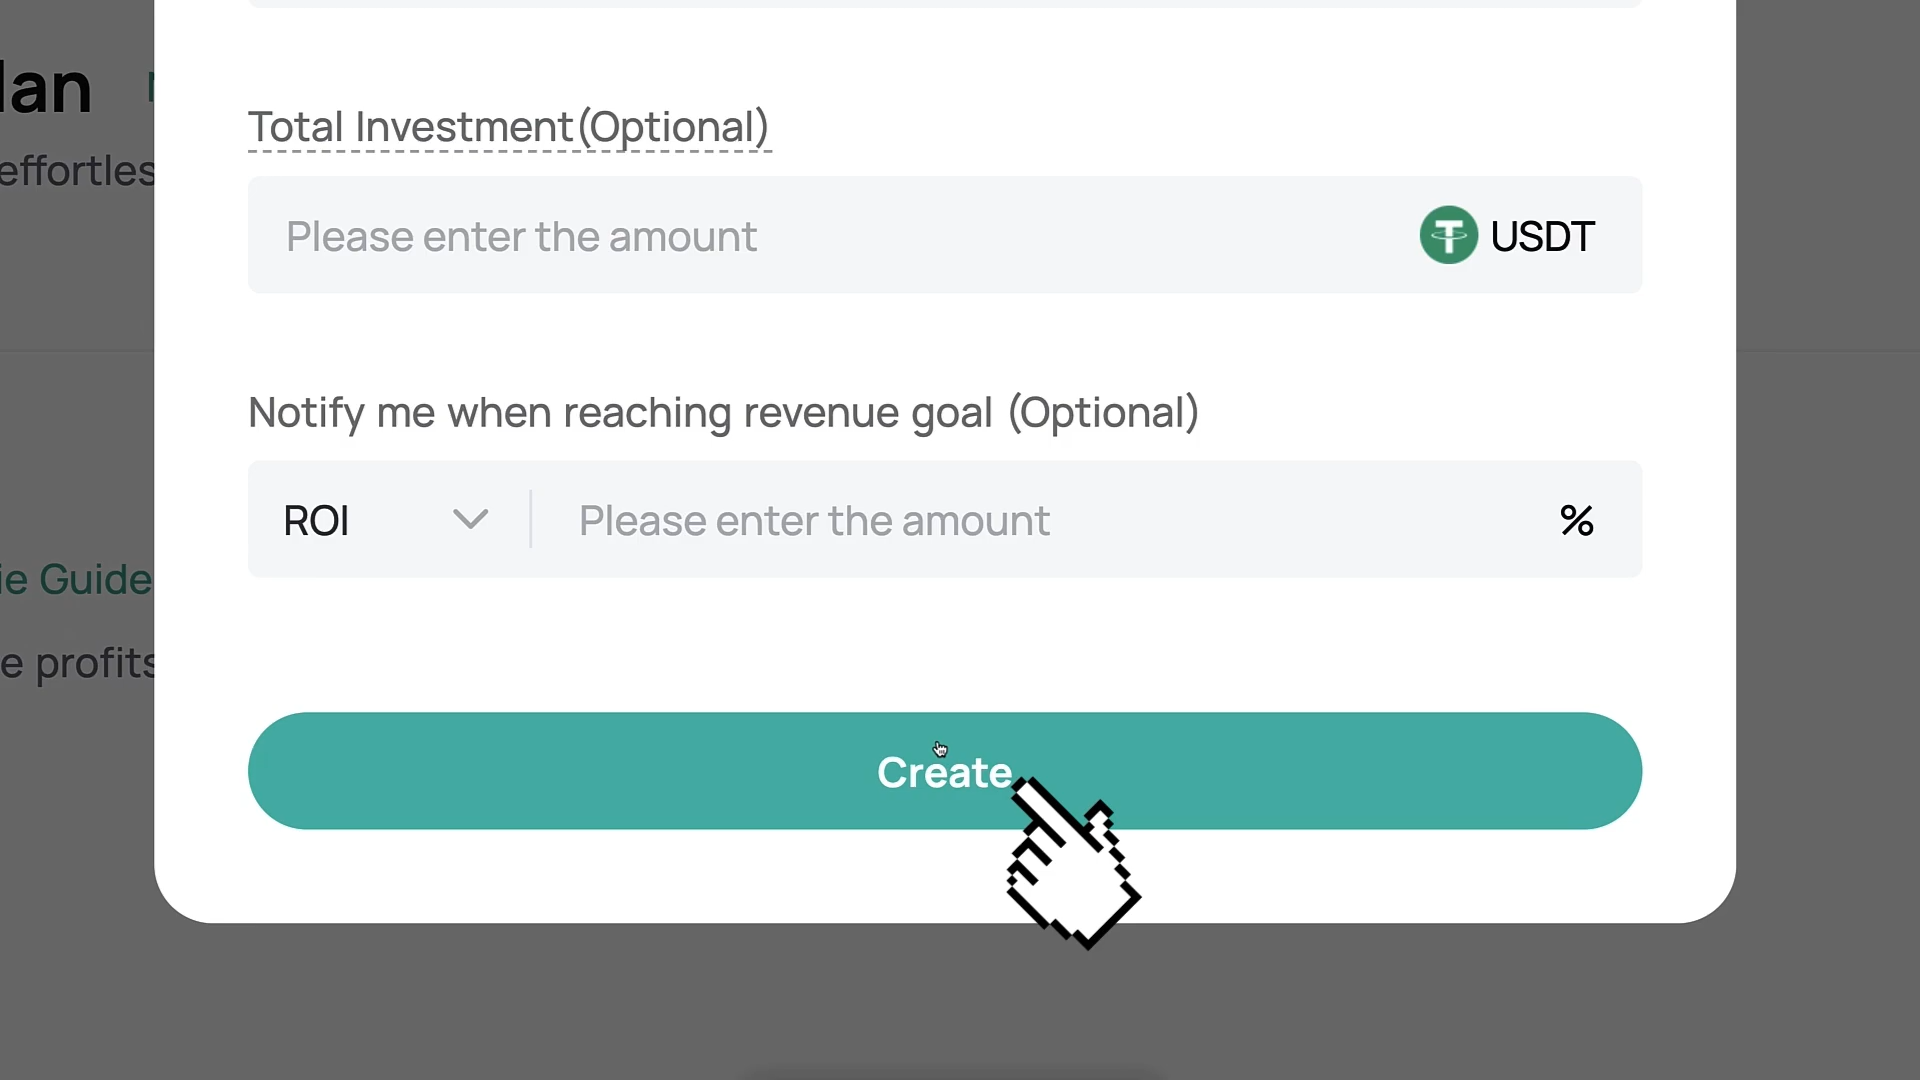 lan
effortles
Total Investment(Optional)
Please enter the amount
USDT
Notify me when reaching revenue goal (Optional)
ROI
Please enter the amount
%
ie Guide
e profits
Create